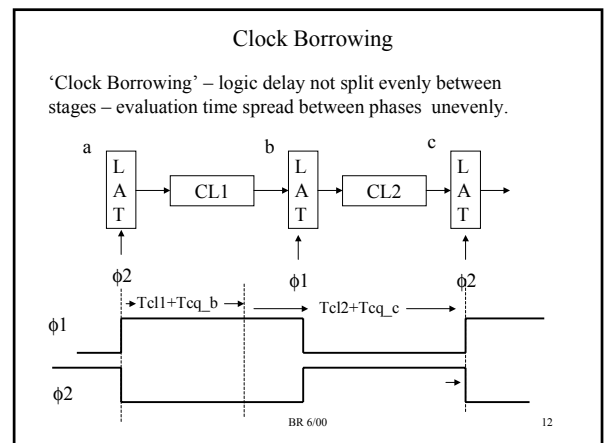 Clock Borrowing
‘Clock Borrowing’ – logic delay not split evenly between
stages – evaluation time spread between phases unevenly.
a
b
c
L
A
T
CL1
L
A
T
CL2
L
A
T
ϕ2
ϕ1
ϕ2
Tcl1+Tcq_b
Tcl2+Tcq_c
ϕ1
ϕ2
BR 6/00
12